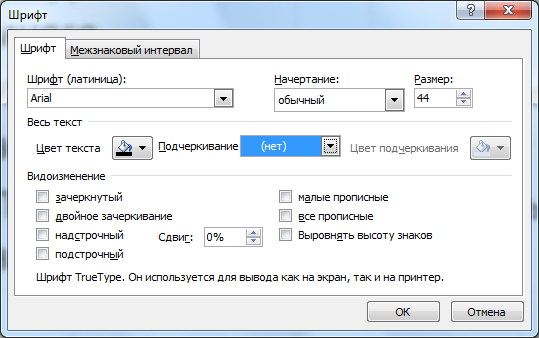 Шрифт
Шрифт Межзнаковый интервал
Шрифт (латиница): Начертание: Размер:
Arial обычный 44
Весь текст
Цвет текста Подчеркивание (нет) Цвет подчеркивания
Видоизменение
зачеркнутый малые прописные
двойное зачеркивание все прописные
надстрочный Сдвиг: 0% Выровнять высоту знаков
подстрочный
Шрифт TrueType. Он используется для вывода как на экран, так и на принтер.
ОК Отмена